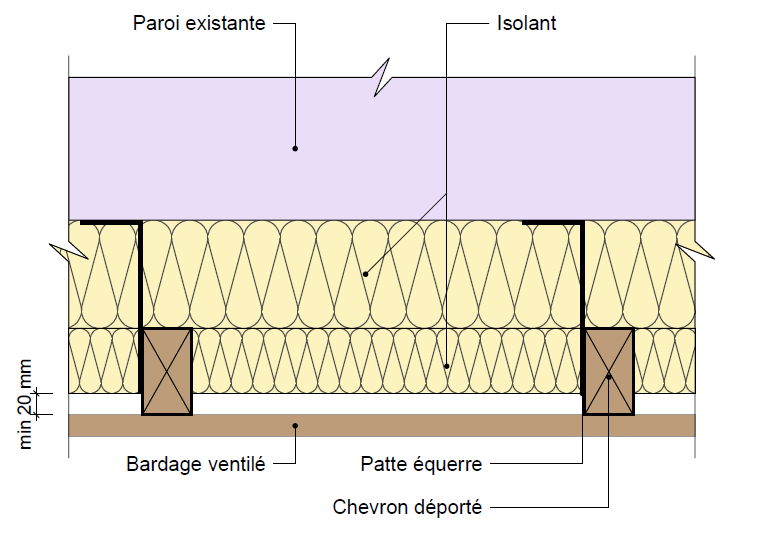 Paroi existante
Isolant
min 20 mm
Bardage ventilé
Patte équerre
Chevron déporté